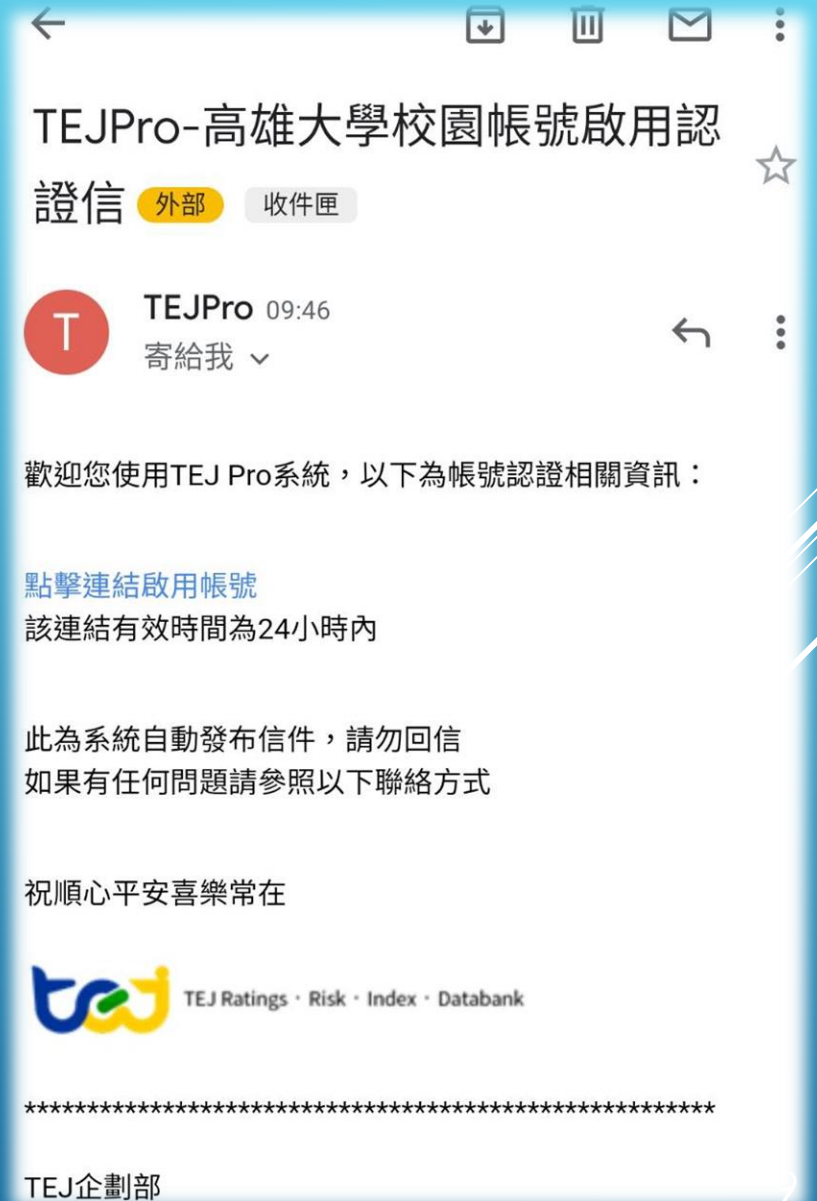 TEJPro-高雄大學校園帳號啟用認
證信 外部 收件匣
T
TEJPro 09:46
寄給我
歡迎您使用TEJ Pro系統，以下為帳號認證相關資訊：
點擊連結啟用帳號
該連結有效時間為24小時內
此為系統自動發布信件，請勿回信
如果有任何問題請參照以下聯絡方式
祝順心平安喜樂常在
tej TEJ Ratings · Risk · Index · Databank
*******************************************************
TEJ企劃部
2